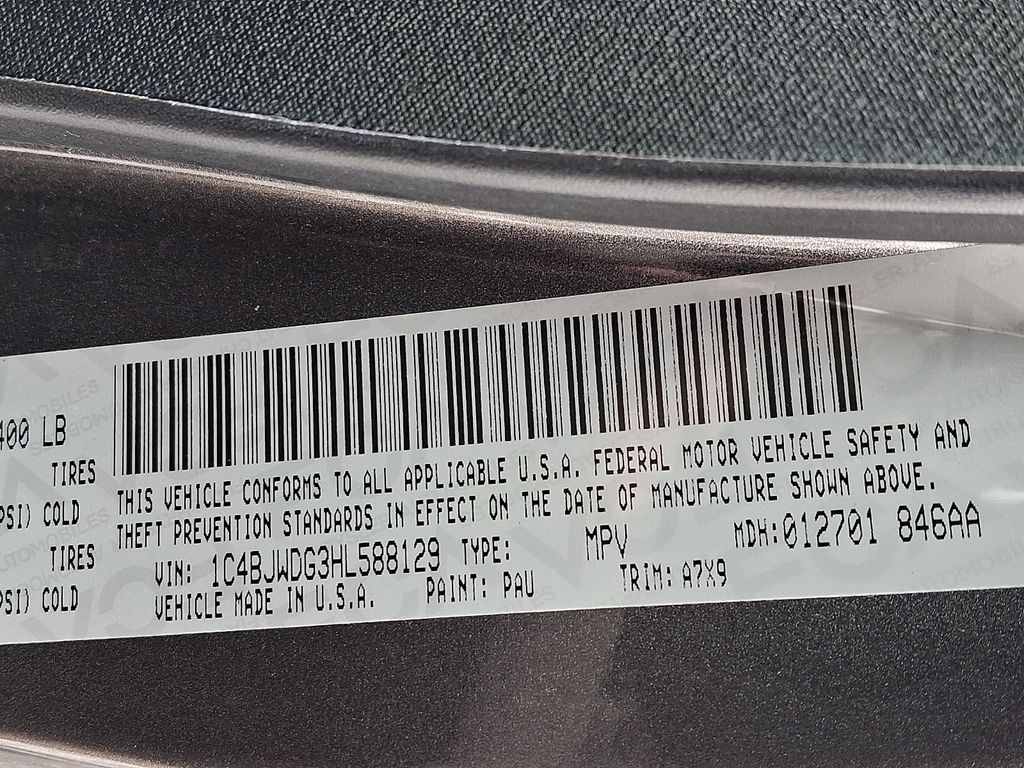 400 LB
TIRES
PSI) COLD
TIRES
PSI) COLD
THIS VEHICLE CONFORMS TO ALL APPLICABLE U.S.A. FEDERAL MOTOR VEHICLE SAFETY AND
THEFT PREVENTION STANDARDS IN EFFECT ON THE DATE OF MANUFACTURE SHOWN ABOVE.
VIN: 1C4BJWDG3HL588129 TYPE: MPV MDH:012701 846AA
VEHICLE MADE IN U.S.A. PAINT: PAU TRIM: A7X9